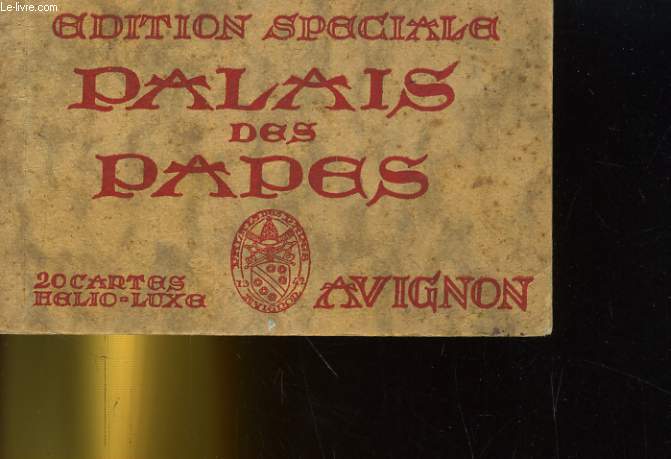 Le-livre.com
EDITION SPECIALE
PALAIS
DES
PAPES
20 CARTES
HELIO-LUXE
AVIGNON